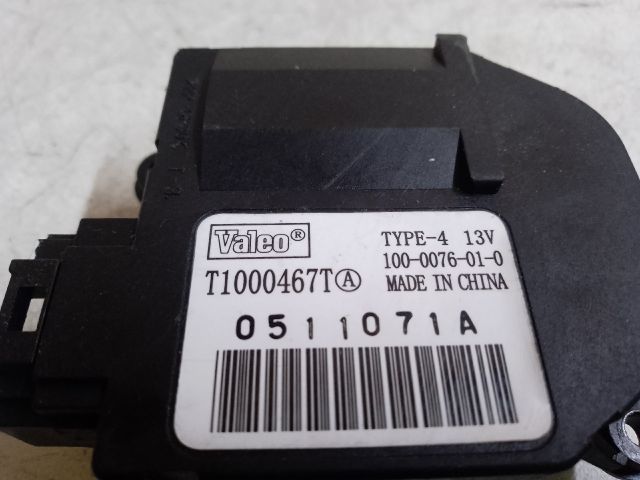 Valeo®
TYPE-4 13V
T1000467TⒶ
100-0076-01-0
MADE IN CHINA
0511071A